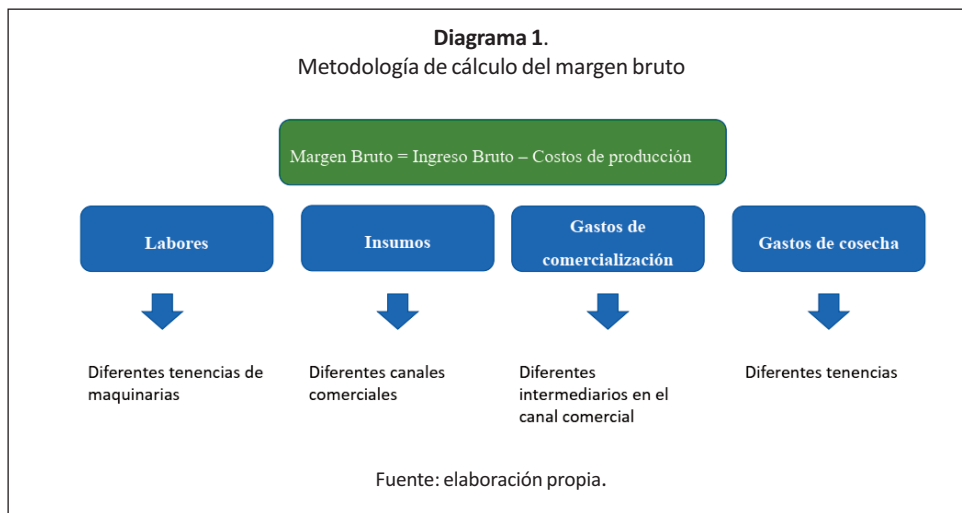 Diagrama 1.
Metodología de cálculo del margen bruto
Margen Bruto = Ingreso Bruto – Costos de producción
Labores
Insumos
Gastos de
comercialización
Gastos de cosecha
Diferentes tenencias de
maquinarias
Diferentes canales
comerciales
Diferentes
intermediarios en el
canal comercial
Diferentes tenencias
Fuente: elaboración propia.